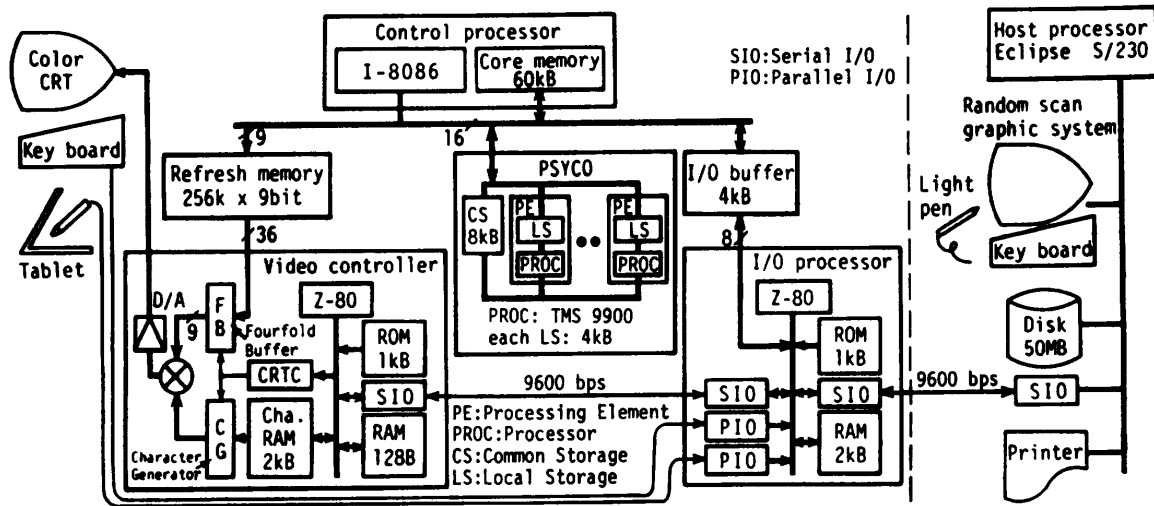 Color
CRT
Key board
Tablet
Control processor
I-8086
Core memory
60kB
SIO:Serial I/O
PIO:Parallel I/O
9
16
Refresh memory
256k x 9bit
36
PSYCO
CS
8kB
PE
LS
PROC
PE
LS
PROC
PROC: TMS 9900
each LS: 4kB
I/O buffer
4kB
8
Video controller
D/A
9
F
B
Fourfold
Buffer
Z-80
ROM
1kB
CRTC
SIO
C
G
Cha.
RAM
2kB
RAM
128B
Character
Generator
9600 bps
PE:Processing Element
PROC:Processor
CS:Common Storage
LS:Local Storage
I/O processor
Z-80
ROM
1kB
SIO
SIO
PIO
PIO
RAM
2kB
9600 bps
Host processor
Eclipse S/230
Random scan
graphic system
Light
pen
Key board
Disk
50MB
SIO
Printer